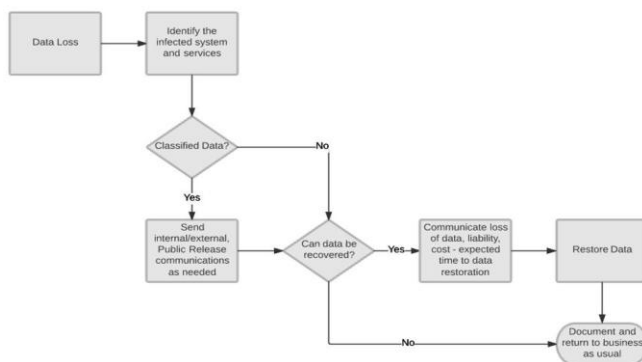 Data Loss
Identify the
infected system
and services
Classified Data?
No
Yes
Send
internal/external,
Public Release
communications
as needed
Can data be
recovered?
Yes
Communicate loss
of data, liability,
cost - expected
time to data
restoration
Restore Data
No
Document and
return to business
as usual